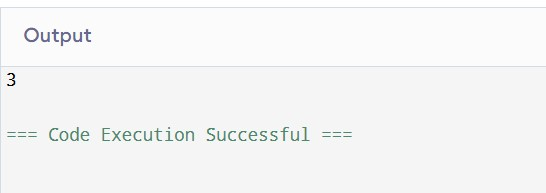 Output
3
=== Code Execution Successful ===